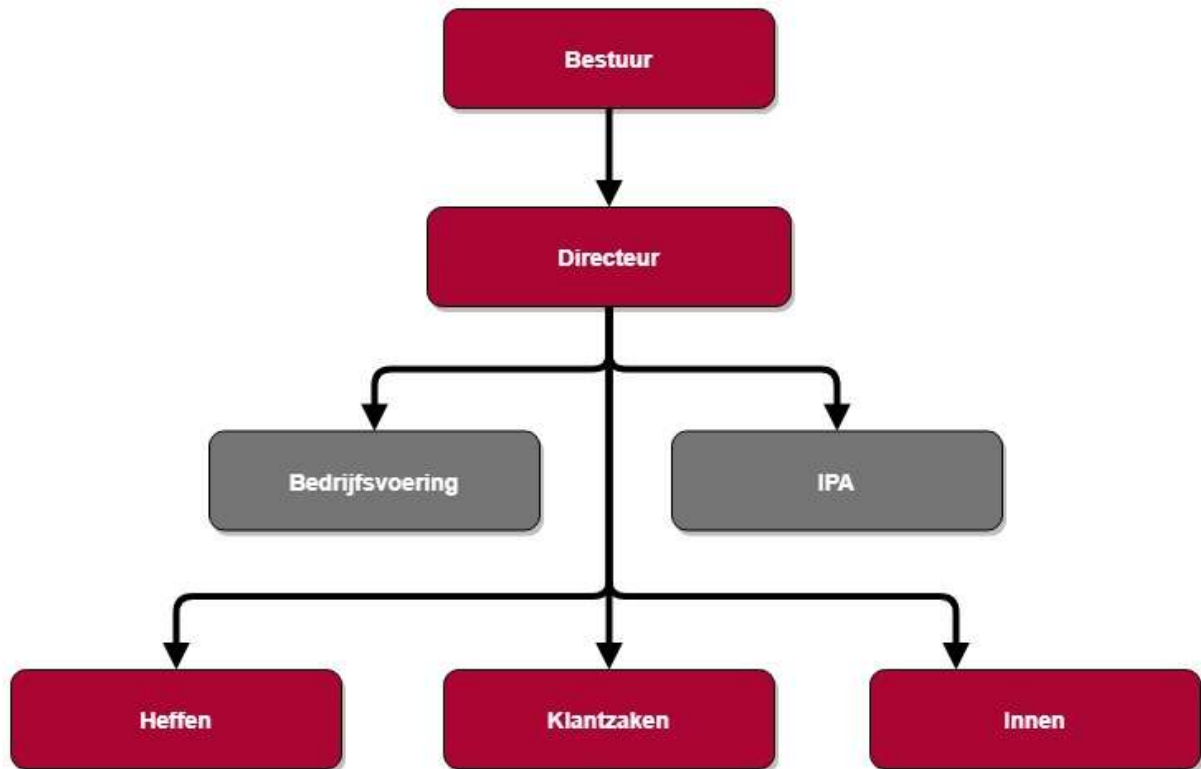 Bestuur
Directeur
Bedrijfsvoering
IPA
Heffen
Klantzaken
Innen